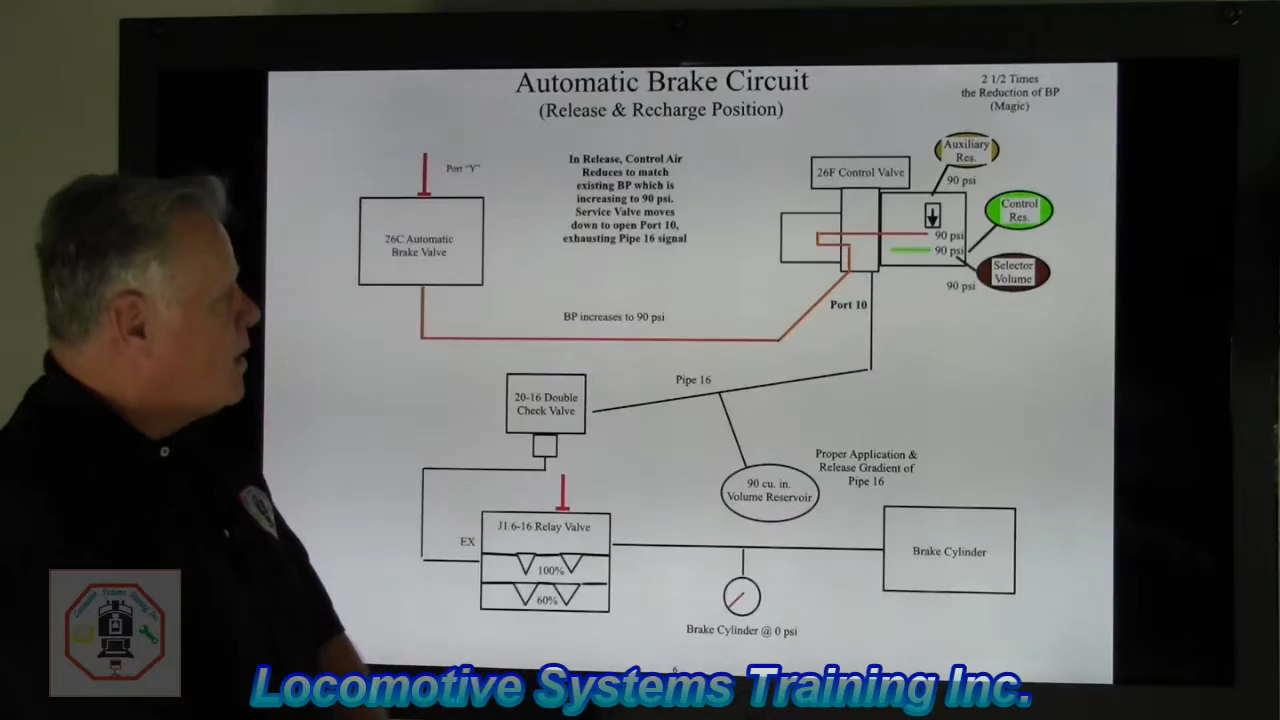 Automatic Brake Circuit
(Release & Recharge Position)
2 1/2 Times
the Reduction of BP
(Magic)
Port "Y"
In Release, Control Air
Reduces to match
existing BP which is
increasing to 90 psi.
Service Valve moves
down to open Port 10,
exhausting Pipe 16 signal
Auxiliary
Res.
26F Control Valve
90 psi
Control
Res.
26C Automatic
Brake Valve
90 psi
90 psi
Selector
Volume
90 psi
Port 10
BP increases to 90 psi
Pipe 16
20-16 Double
Check Valve
Proper Application &
Release Gradient of
Pipe 16
90 cu. in.
Volume Reservoir
J1.6-16 Relay Valve
EX
100%
60%
Brake Cylinder
Brake Cylinder @ 0 psi
6
Locomotive Systems Training Inc.
Locomotive Systems Training Inc.